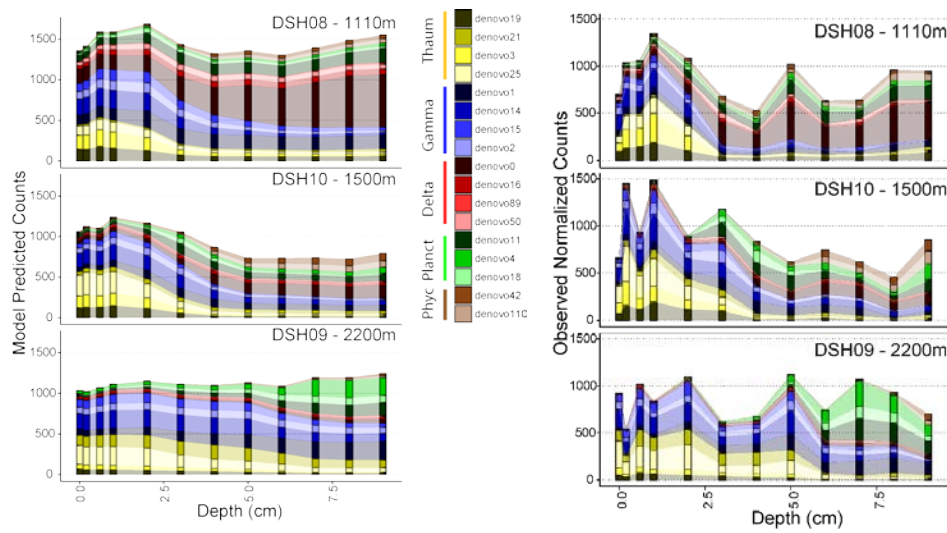 DSH08 - 1110m
1500
1000
500
0
DSH10 - 1500m
1500
1000
500
0
DSH09 - 2200m
1500
1000
500
0
Model Predicted Counts
0.0
2.5
5.0
7.5
Depth (cm)
Thaum
denovo19
denovo21
denovo3
denovo25
Gamma
denovo1
denovo14
denovo15
denovo2
Delta
denovo0
denovo16
denovo89
denovo50
Planct
denovo11
denovo4
denovo18
Phyc
denovo42
denovo110
DSH08 - 1110m
1000
500
0
DSH10 - 1500m
1500
1000
500
0
DSH09 - 2200m
1000
500
0
Observed Normalized Counts
0.0
2.5
5.0
7.5
Depth (cm)